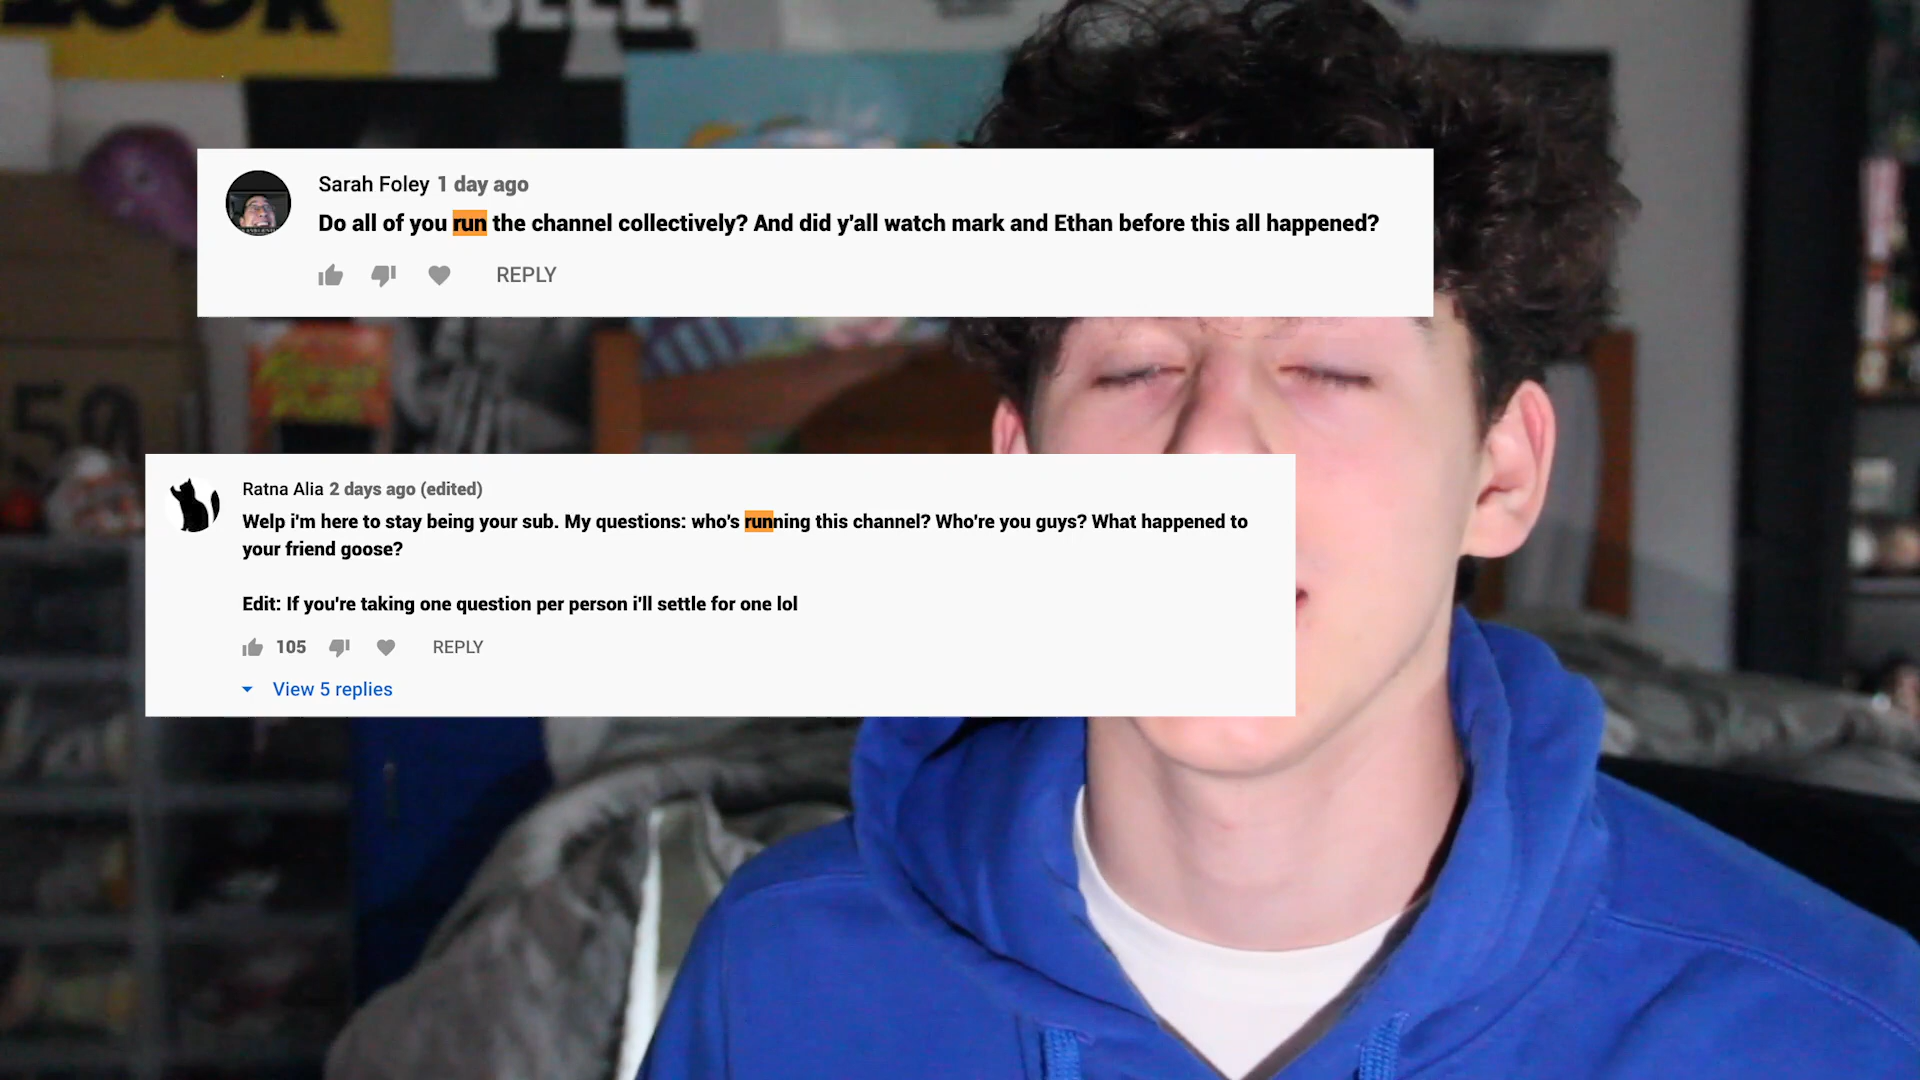 Sarah Foley 1 day ago
Do all of you run the channel collectively? And did y'all watch mark and Ethan before this all happened?
REPLY
Ratna Alia 2 days ago (edited)
Welp i'm here to stay being your sub. My questions: who's running this channel? Who're you guys? What happened to
your friend goose?
Edit: If you're taking one question per person i'll settle for one lol
105 REPLY
View 5 replies
50